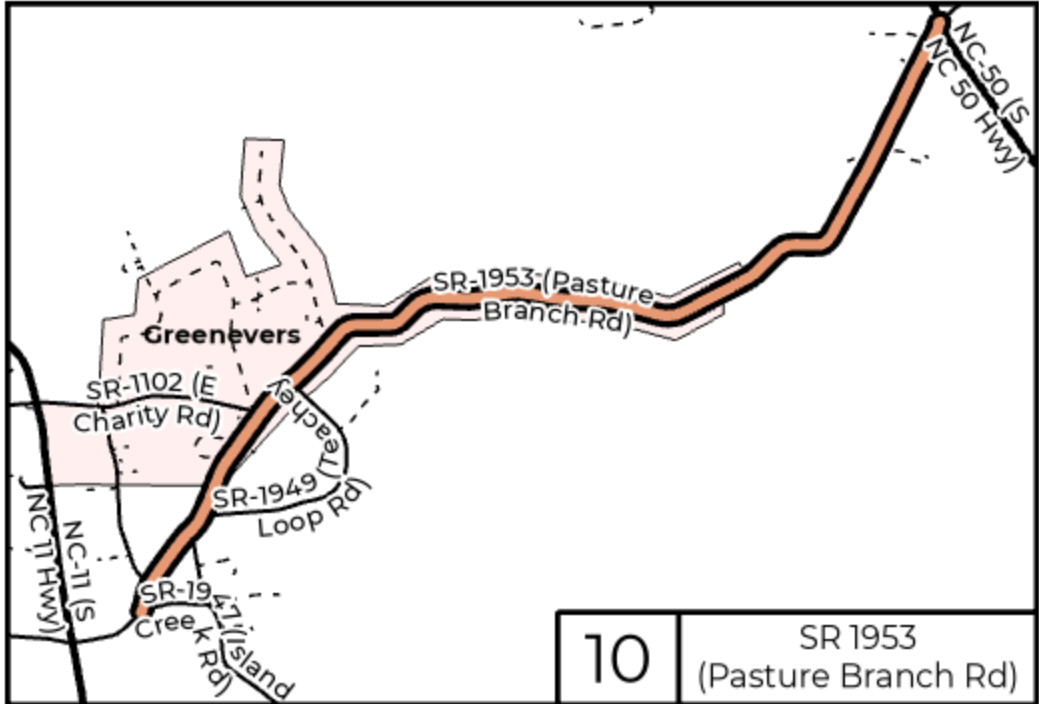 NC-50 (S
NC 50 Hwy)
SR-1953 (Pasture
Branch Rd)
Greenevers
SR-1102 (E
Charity Rd)
SR-1949 (Teachey
Loop Rd)
NC-11 (S
NC 11 Hwy)
SR-1947 (Island
Creek Rd)
10
SR 1953
(Pasture Branch Rd)